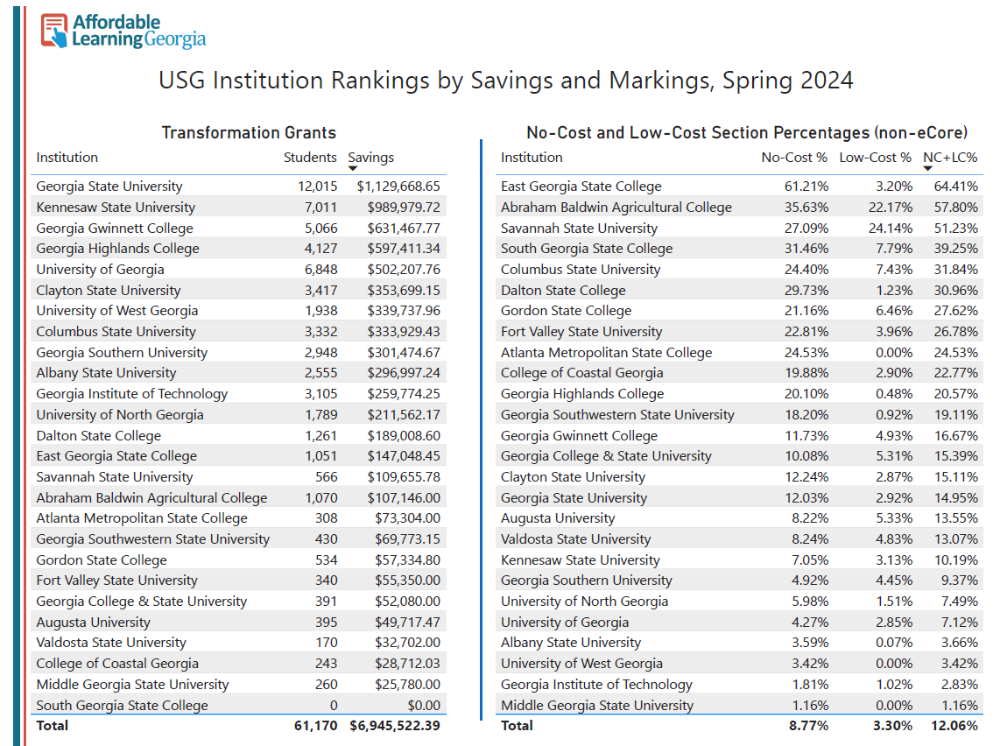 Affordable
LearningGeorgia
USG Institution Rankings by Savings and Markings, Spring 2024
Transformation Grants
Institution Students Savings
Georgia State University 12,015 $1,129,668.65
Kennesaw State University 7,011 $989,979.72
Georgia Gwinnett College 5,066 $631,467.77
Georgia Highlands College 4,127 $597,411.34
University of Georgia 6,848 $502,207.76
Clayton State University 3,417 $353,699.15
University of West Georgia 1,938 $339,737.96
Columbus State University 3,332 $333,929.43
Georgia Southern University 2,948 $301,474.67
Albany State University 2,555 $296,997.24
Georgia Institute of Technology 3,105 $259,774.25
University of North Georgia 1,789 $211,562.17
Dalton State College 1,261 $189,008.60
East Georgia State College 1,051 $147,048.45
Savannah State University 566 $109,655.78
Abraham Baldwin Agricultural College 1,070 $107,146.00
Atlanta Metropolitan State College 308 $73,304.00
Georgia Southwestern State University 430 $69,773.15
Gordon State College 534 $57,334.80
Fort Valley State University 340 $55,350.00
Georgia College & State University 391 $52,080.00
Augusta University 395 $49,717.47
Valdosta State University 170 $32,702.00
College of Coastal Georgia 243 $28,712.03
Middle Georgia State University 260 $25,780.00
South Georgia State College 0 $0.00
Total 61,170 $6,945,522.39
No-Cost and Low-Cost Section Percentages (non-eCore)
Institution No-Cost % Low-Cost % NC+LC%
East Georgia State College 61.21% 3.20% 64.41%
Abraham Baldwin Agricultural College 35.63% 22.17% 57.80%
Savannah State University 27.09% 24.14% 51.23%
South Georgia State College 31.46% 7.79% 39.25%
Columbus State University 24.40% 7.43% 31.84%
Dalton State College 29.73% 1.23% 30.96%
Gordon State College 21.16% 6.46% 27.62%
Fort Valley State University 22.81% 3.96% 26.78%
Atlanta Metropolitan State College 24.53% 0.00% 24.53%
College of Coastal Georgia 19.88% 2.90% 22.77%
Georgia Highlands College 20.10% 0.48% 20.57%
Georgia Southwestern State University 18.20% 0.92% 19.11%
Georgia Gwinnett College 11.73% 4.93% 16.67%
Georgia College & State University 10.08% 5.31% 15.39%
Clayton State University 12.24% 2.87% 15.11%
Georgia State University 12.03% 2.92% 14.95%
Augusta University 8.22% 5.33% 13.55%
Valdosta State University 8.24% 4.83% 13.07%
Kennesaw State University 7.05% 3.13% 10.19%
Georgia Southern University 4.92% 4.45% 9.37%
University of North Georgia 5.98% 1.51% 7.49%
University of Georgia 4.27% 2.85% 7.12%
Albany State University 3.59% 0.07% 3.66%
University of West Georgia 3.42% 0.00% 3.42%
Georgia Institute of Technology 1.81% 1.02% 2.83%
Middle Georgia State University 1.16% 0.00% 1.16%
Total 8.77% 3.30% 12.06%